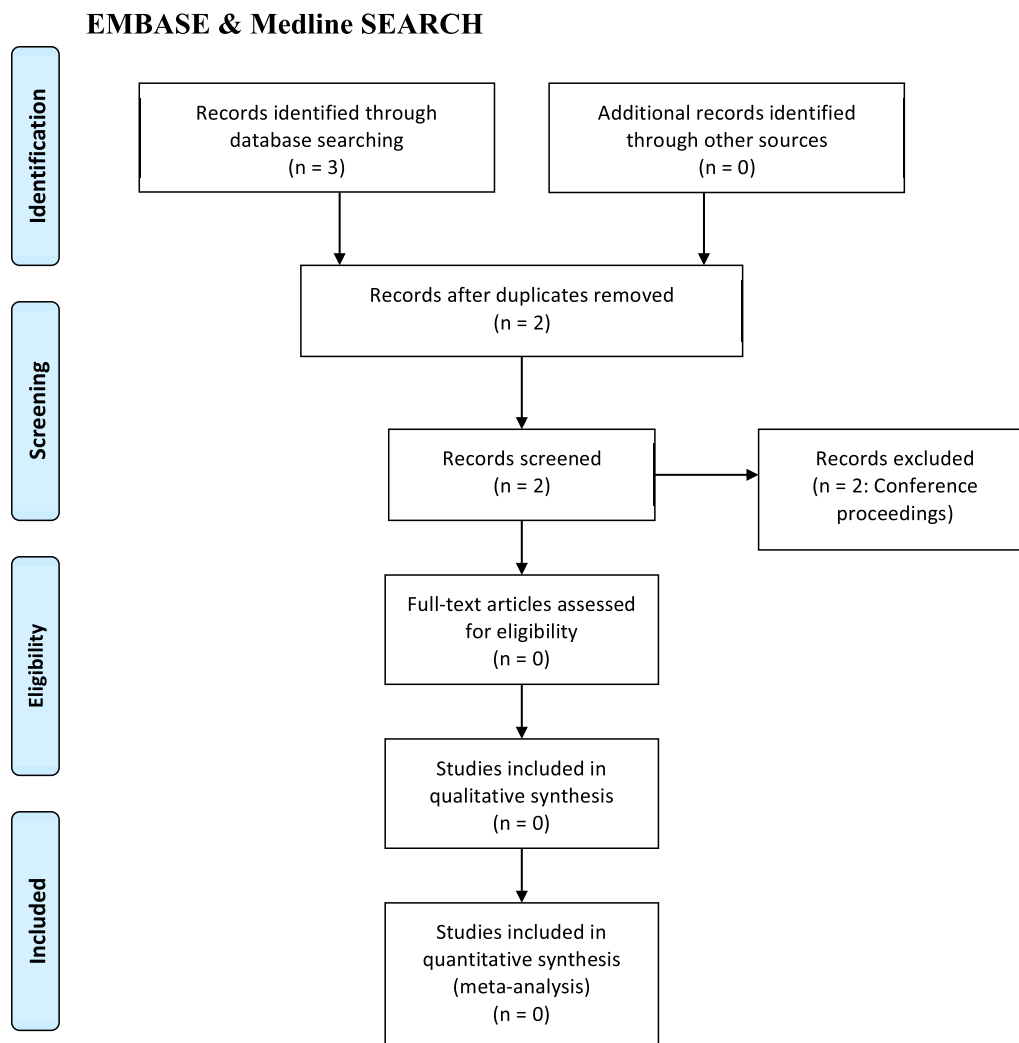 EMBASE & Medline SEARCH
Identification
Records identified through
database searching
(n = 3)
Additional records identified
through other sources
(n = 0)
Records after duplicates removed
(n = 2)
Screening
Records screened
(n = 2)
Records excluded
(n = 2: Conference
proceedings)
Eligibility
Full-text articles assessed
for eligibility
(n = 0)
Studies included in
qualitative synthesis
(n = 0)
Included
Studies included in
quantitative synthesis
(meta-analysis)
(n = 0)